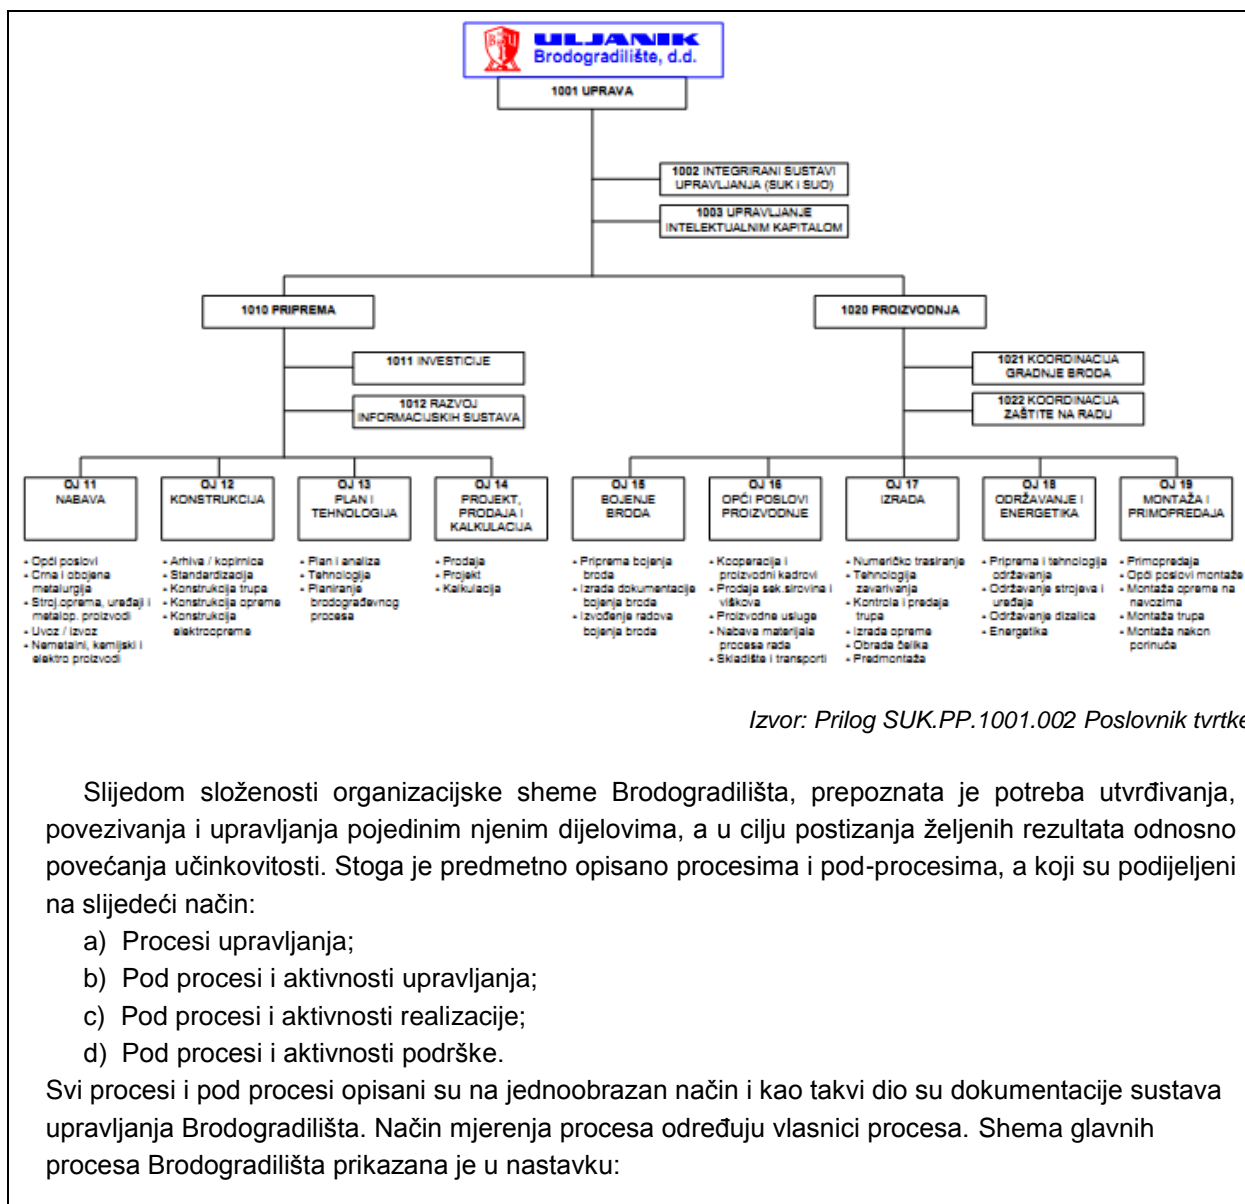 ULJANIK
Brodogradilište, d.d.
1001 UPRAVA
1002 INTEGRIRANI SUSTAVI
UPRAVLJANJA (SUK I SUO)
1003 UPRAVLJANJE
INTELEKTUALNIM KAPITALOM
1010 PRIPREMA
1020 PROIZVODNJA
1011 INVESTICIJE
1012 RAZVOJ
INFORMACIJSKIH SUSTAVA
1021 KOORDINACIJA
GRADNJE BRODA
1022 KOORDINACIJA
ZAŠTITE NA RADU
OJ 11
NABAVA
- Opći poslovi
- Crna i obojena
metalurgija
- Stroj.oprema, uređaji i
metalop. proizvodi
- Uvoz / izvoz
- Nemetalni, kemijski i
elektro proizvodi
OJ 12
KONSTRUKCIJA
- Arhiva / kopirnica
- Standardizacija
- Konstrukcija trupa
- Konstrukcija opreme
- Konstrukcija
elektroopreme
OJ 13
PLAN I
TEHNOLOGIJA
- Plan i analiza
- Tehnologija
- Planiranje
brodograđevnog
procesa
OJ 14
PROJEKT,
PRODAJA I
KALKULACIJA
- Prodaja
- Projekt
- Kalkulacija
OJ 15
BOJENJE
BRODA
- Priprema bojenja
broda
- Izrada dokumentacije
bojenja broda
- Izvođenje radova
bojenja broda
OJ 16
OPĆI POSLOVI
PROIZVODNJE
- Kooperacija i
proizvodni kadrovi
- Prodaja sek.sirovina i
viškova
- Proizvodne usluge
- Nabava materijala
procesa rada
- Skladište i transporti
OJ 17
IZRADA
- Numeričko trasiranje
- Tehnologija
zavarivanja
- Kontrola i predaja
trupa
- Izrada opreme
- Obrada čelika
- Predmontaža
OJ 18
ODRŽAVANJE I
ENERGETIKA
- Priprema i tehnologija
održavanja
- Održavanje strojeva i
uređaja
- Održavanje dizalica
- Energetika
OJ 19
MONTAŽA I
PRIMOPREDAJA
- Primopredaja
- Opći poslovi montaže
- Montaža opreme na
navozima
- Montaža trupa
- Montaža nakon
porinuća
Izvor: Prilog SUK.PP.1001.002 Poslovnik tvrtke
Slijedom složenosti organizacijske sheme Brodogradilišta, prepoznata je potreba utvrđivanja,
povezivanja i upravljanja pojedinim njenim dijelovima, a u cilju postizanja željenih rezultata odnosno
povećanja učinkovitosti. Stoga je predmetno opisano procesima i pod-procesima, a koji su podijeljeni
na slijedeći način:
a) Procesi upravljanja;
b) Pod procesi i aktivnosti upravljanja;
c) Pod procesi i aktivnosti realizacije;
d) Pod procesi i aktivnosti podrške.
Svi procesi i pod procesi opisani su na jednoobrazan način i kao takvi dio su dokumentacije sustava
upravljanja Brodogradilišta. Način mjerenja procesa određuju vlasnici procesa. Shema glavnih
procesa Brodogradilišta prikazana je u nastavku: